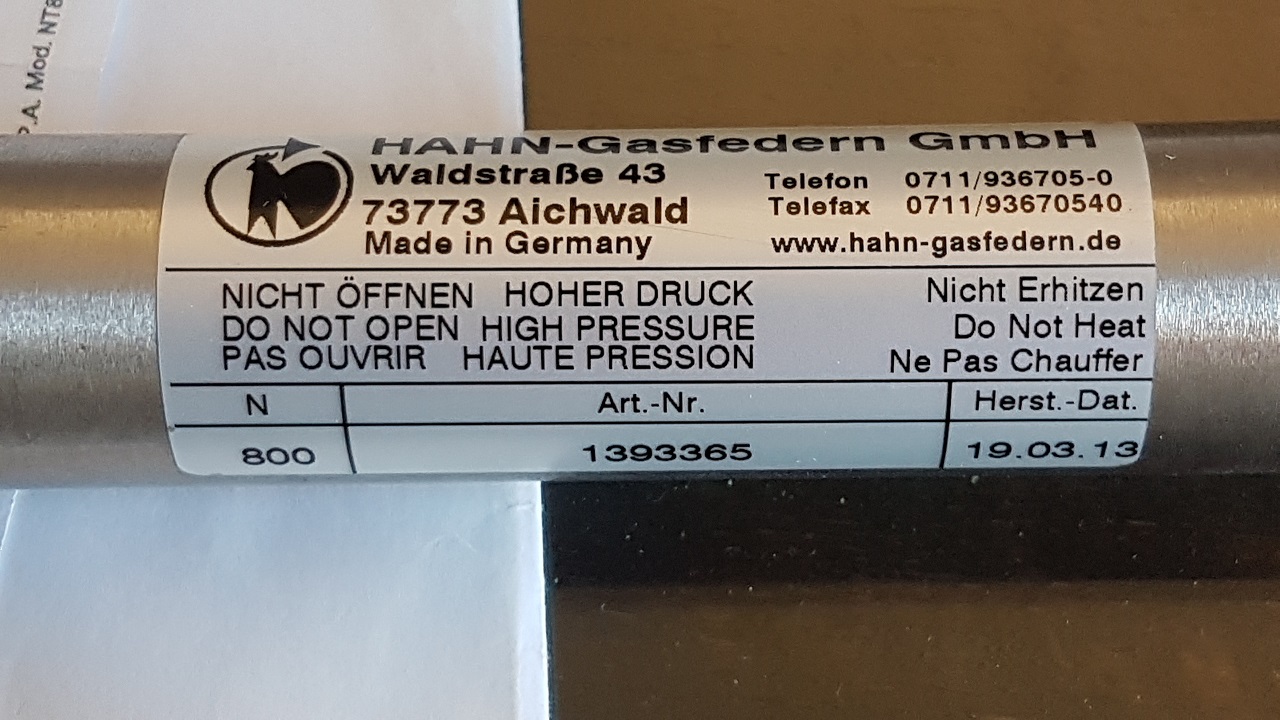 P.A. Mod. NT8
HAHN-Gasfedern GmbH
Waldstraße 43
73773 Aichwald
Made in Germany
Telefon 0711/936705-0
Telefax 0711/93670540
www.hahn-gasfedern.de
NICHT ÖFFNEN HOHER DRUCK
DO NOT OPEN HIGH PRESSURE
PAS OUVRIR HAUTE PRESSION
Nicht Erhitzen
Do Not Heat
Ne Pas Chauffer
N Art.-Nr. Herst.-Dat.
800 1393365 19.03.13